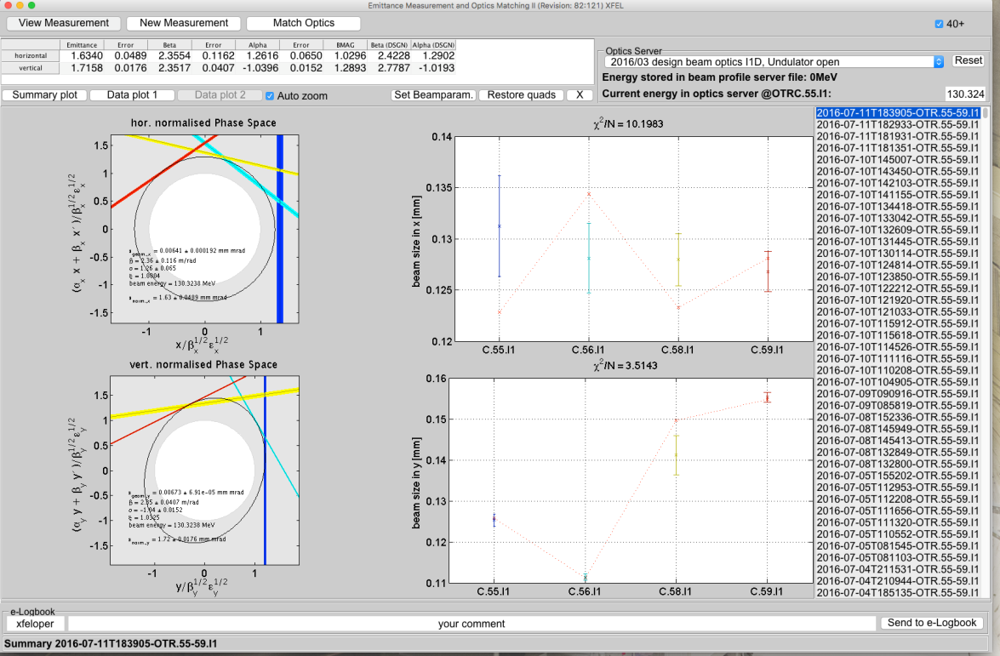 Emittance Measurement and Optics Matching II (Revision: 82:121) XFEL
View Measurement New Measurement Match Optics 40+
Emittance Error Beta Error Alpha Error BMAG Beta (DSGN) Alpha (DSGN)
horizontal 1.6340 0.0489 2.3554 0.1162 1.2616 0.0650 1.0296 2.4228 1.2902
vertical 1.7158 0.0176 2.3517 0.0407 -1.0396 0.0152 1.2893 2.7787 -1.0193
Optics Server
2016/03 design beam optics I1D, Undulator open Reset
Energy stored in beam profile server file: 0MeV
Current energy in optics server @OTRC.55.I1: 130.324
Summary plot Data plot 1 Data plot 2 Auto zoom Set Beamparam. Restore quads X
hor. normalised Phase Space
1.5
1
0.5
0
-0.5
-1
-1.5
(α_x x + β_x x´)/β_x^1/2 ε_x^1/2
ε_geom_x = 0.00641 ± 0.000192 mm mrad
β = 2.36 ± 0.116 m/rad
α = 1.26 ± 0.065
ξ = 1.0004
beam energy = 130.3238 MeV
ε_norm_x = 1.63 ± 0.0489 mm mrad
-1 0 1
x/β_x^1/2 ε_x^1/2
χ²/N = 10.1983
0.14
0.135
0.13
0.125
0.12
beam size in x [mm]
C.55.I1 C.56.I1 C.58.I1 C.59.I1
vert. normalised Phase Space
1.5
1
0.5
0
-0.5
-1
-1.5
(α_y y + β_y y´)/β_y^1/2 ε_y^1/2
ε_geom_y = 0.00673 ± 6.91e-05 mm mrad
β = 2.35 ± 0.0407 m/rad
α = -1.04 ± 0.0152
ξ = 1.0325
beam energy = 130.3238 MeV
ε_norm_y = 1.72 ± 0.0176 mm mrad
-1 0 1
y/β_y^1/2 ε_y^1/2
χ²/N = 3.5143
0.16
0.15
0.14
0.13
0.12
0.11
beam size in y [mm]
C.55.I1 C.56.I1 C.58.I1 C.59.I1
2016-07-11T183905-OTR.55-59.I1
2016-07-11T182933-OTR.55-59.I1
2016-07-11T181931-OTR.55-59.I1
2016-07-11T181351-OTR.55-59.I1
2016-07-10T145007-OTR.55-59.I1
2016-07-10T143450-OTR.55-59.I1
2016-07-10T142103-OTR.55-59.I1
2016-07-10T141155-OTR.55-59.I1
2016-07-10T134418-OTR.55-59.I1
2016-07-10T133042-OTR.55-59.I1
2016-07-10T132609-OTR.55-59.I1
2016-07-10T131445-OTR.55-59.I1
2016-07-10T130114-OTR.55-59.I1
2016-07-10T124814-OTR.55-59.I1
2016-07-10T123850-OTR.55-59.I1
2016-07-10T122212-OTR.55-59.I1
2016-07-10T121920-OTR.55-59.I1
2016-07-10T121033-OTR.55-59.I1
2016-07-10T115912-OTR.55-59.I1
2016-07-10T115618-OTR.55-59.I1
2016-07-10T114526-OTR.55-59.I1
2016-07-10T111116-OTR.55-59.I1
2016-07-10T110208-OTR.55-59.I1
2016-07-10T104905-OTR.55-59.I1
2016-07-09T090916-OTR.55-59.I1
2016-07-09T085819-OTR.55-59.I1
2016-07-08T152336-OTR.55-59.I1
2016-07-08T145949-OTR.55-59.I1
2016-07-08T145413-OTR.55-59.I1
2016-07-08T132849-OTR.55-59.I1
2016-07-08T132800-OTR.55-59.I1
2016-07-07T155202-OTR.55-59.I1
2016-07-05T112953-OTR.55-59.I1
2016-07-05T112208-OTR.55-59.I1
2016-07-05T111656-OTR.55-59.I1
2016-07-05T111320-OTR.55-59.I1
2016-07-05T110552-OTR.55-59.I1
2016-07-05T081545-OTR.55-59.I1
2016-07-05T081103-OTR.55-59.I1
2016-07-04T211531-OTR.55-59.I1
2016-07-04T210944-OTR.55-59.I1
2016-07-04T185135-OTR.55-59.I1
e-Logbook
xfeloper your comment Send to e-Logbook
Summary 2016-07-11T183905-OTR.55-59.I1